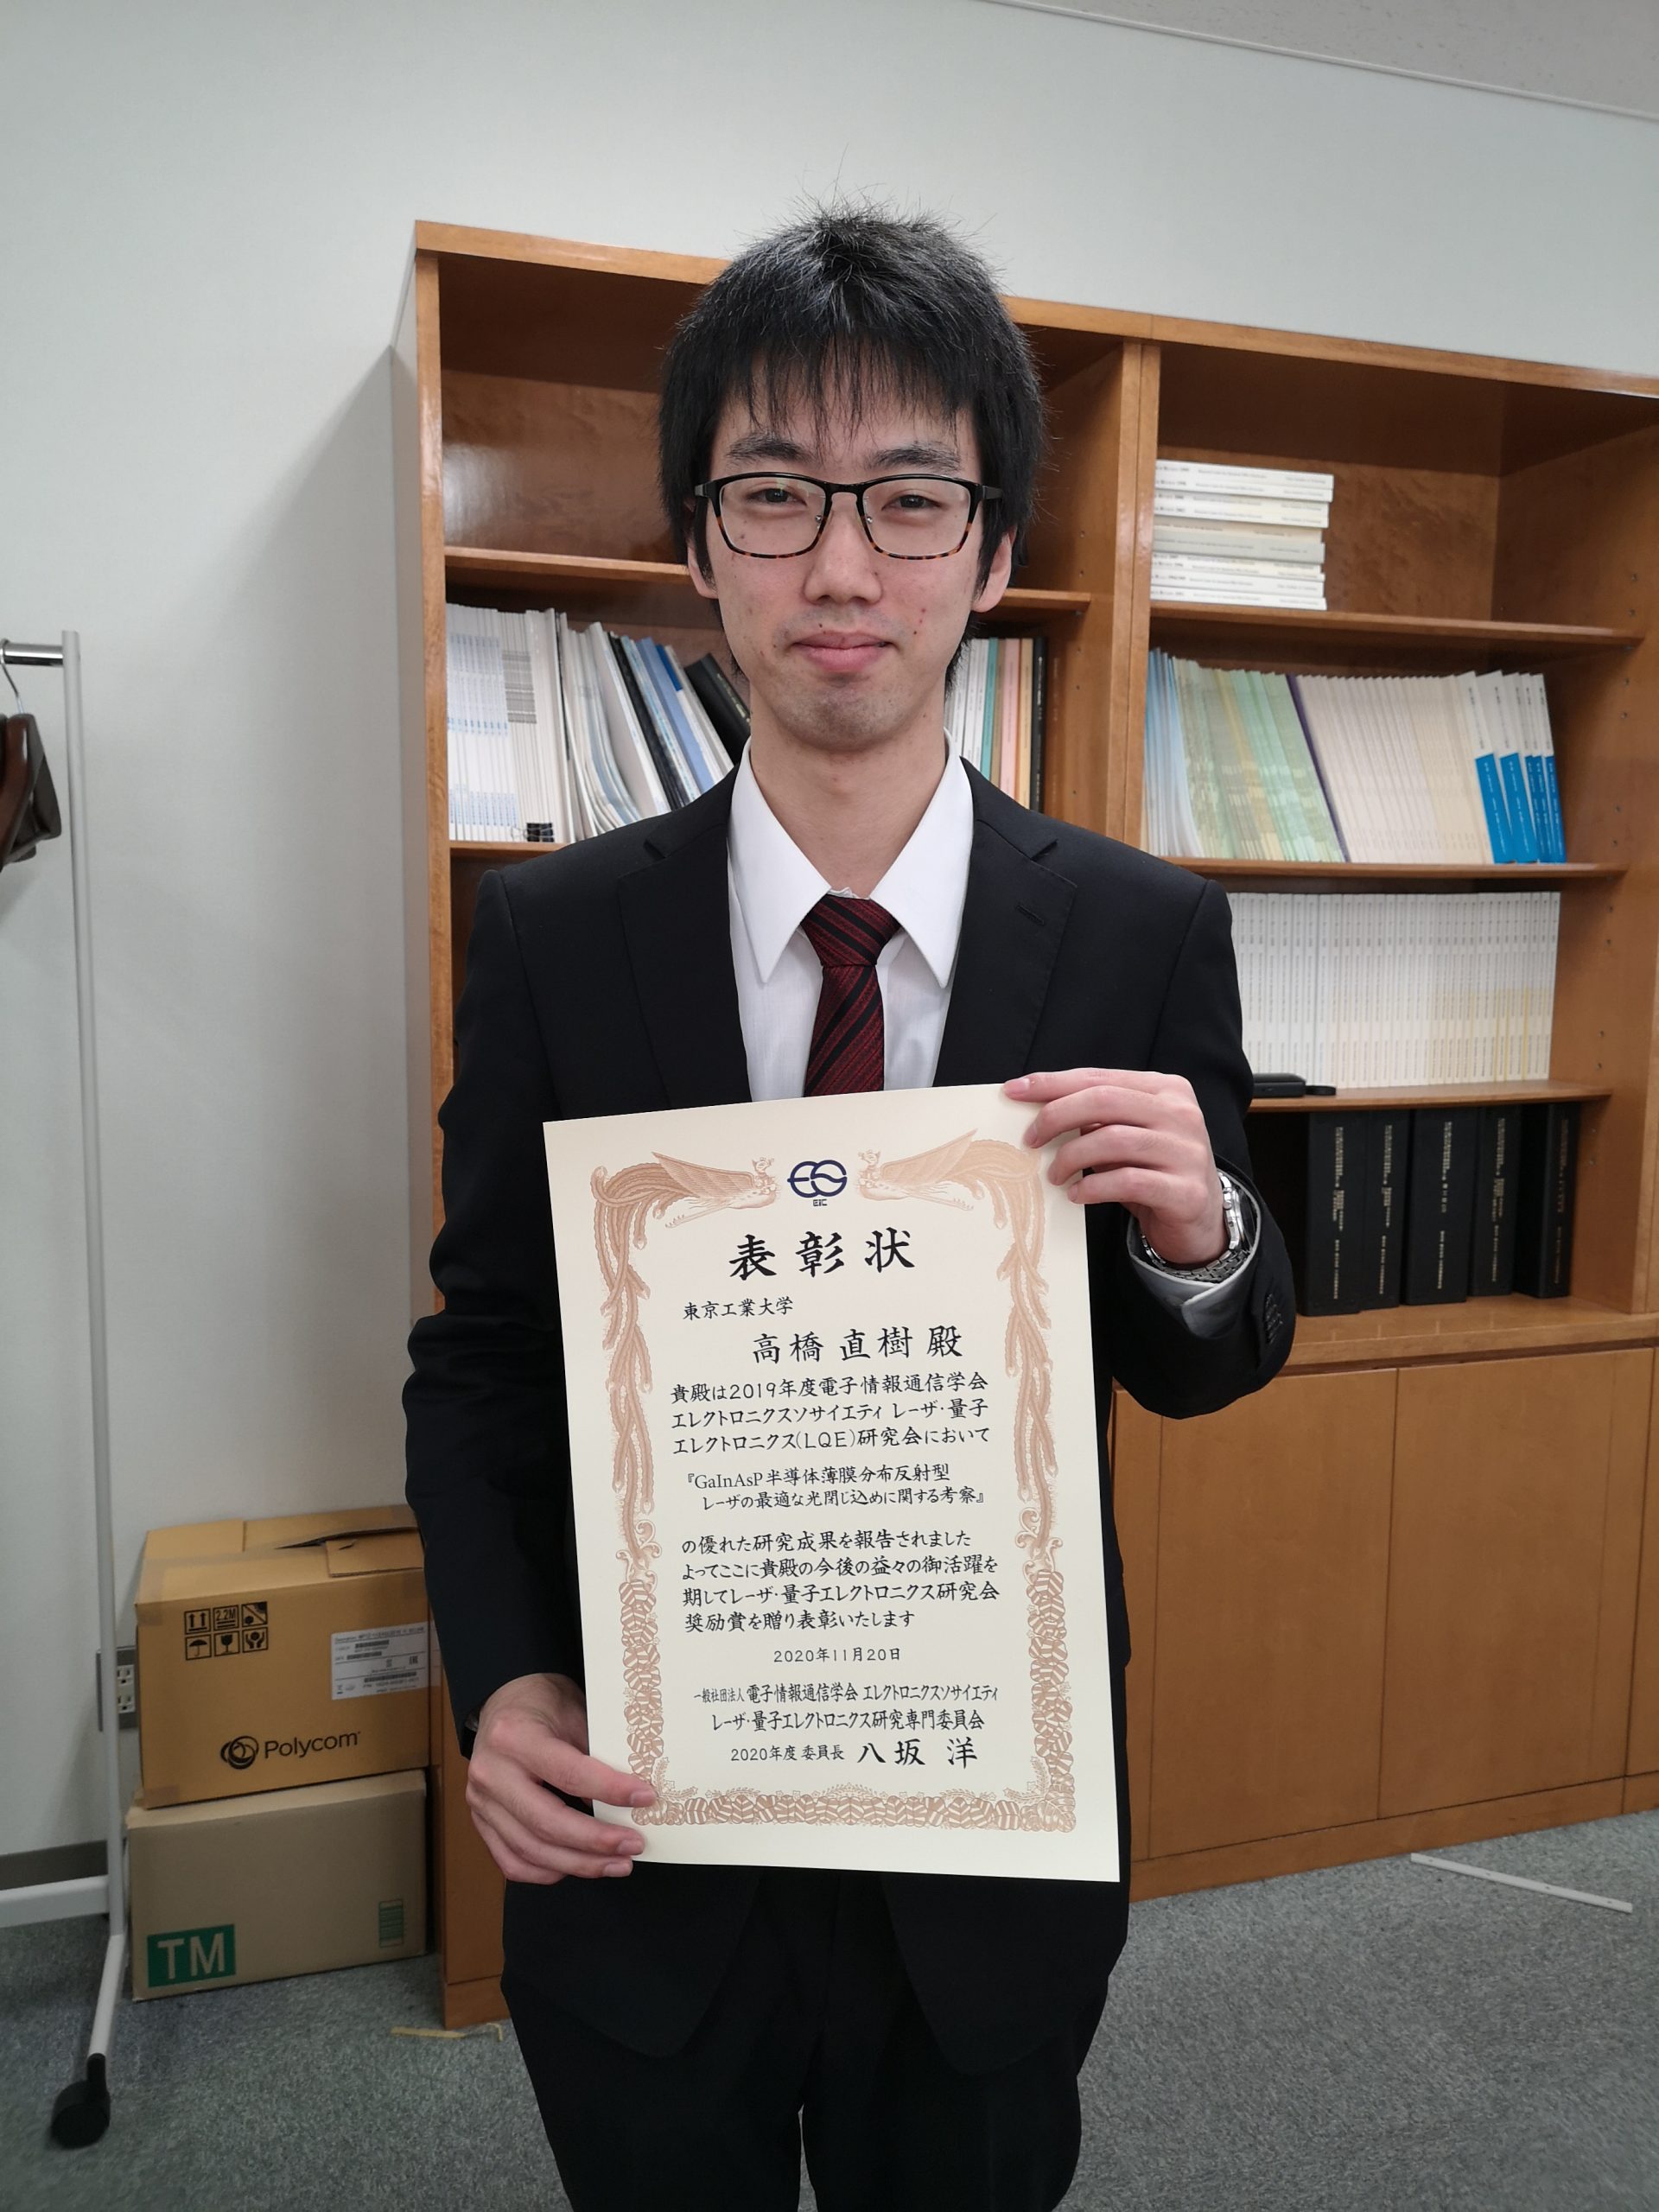 EiC
表彰状
東京工業大学
高橋直樹殿
貴殿は2019年度電子情報通信学会
エレクトロニクスソサイエティ レーザ・量子
エレクトロニクス(LQE)研究会において
『GaInAsP半導体薄膜分布反射型
レーザの最適な光閉じ込めに関する考察』
の優れた研究成果を報告されました
よってここに貴殿の今後の益々の御活躍を
期してレーザ・量子エレクトロニクス研究会
奨励賞を贈り表彰いたします
2020年11月20日
一般社団法人 電子情報通信学会 エレクトロニクスソサイエティ
レーザ・量子エレクトロニクス研究専門委員会
2020年度 委員長 八坂 洋
2.2M
Polycom
TM